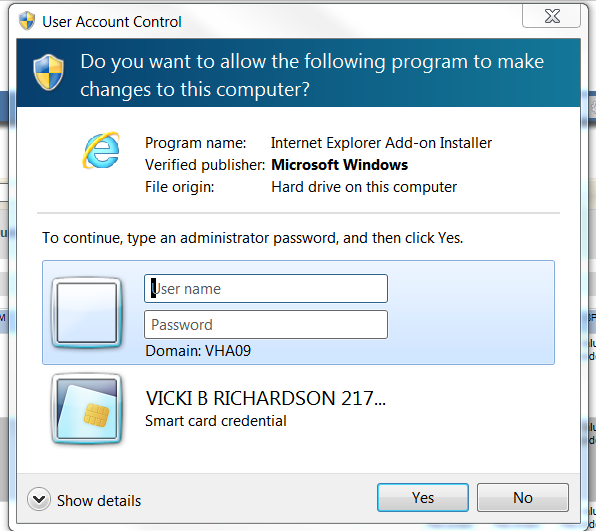 User Account Control
Do you want to allow the following program to make
changes to this computer?
Program name: Internet Explorer Add-on Installer
Verified publisher: Microsoft Windows
File origin: Hard drive on this computer
To continue, type an administrator password, and then click Yes.
User name
Password
Domain: VHA09
VICKI B RICHARDSON 217...
Smart card credential
Show details
Yes
No